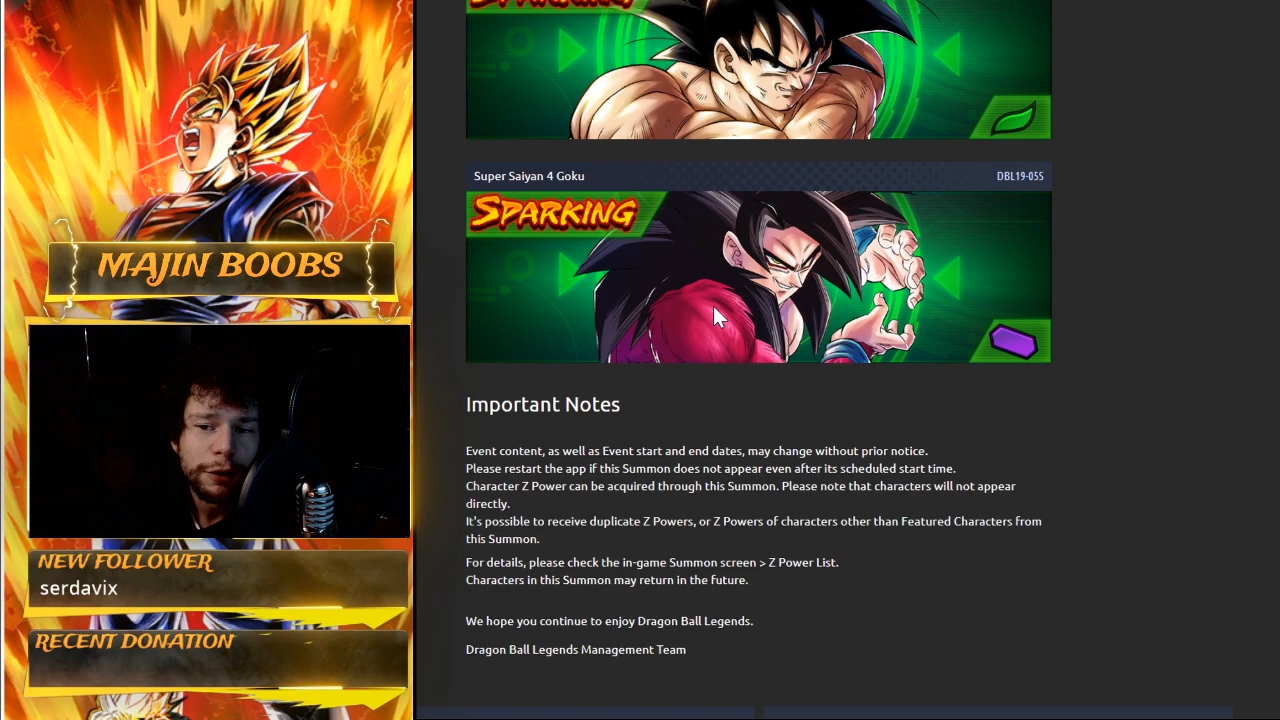 MAJIN BOOBS
NEW FOLLOWER
serdavix
RECENT DONATION
Super Saiyan 4 Goku
DBL19-05S
SPARKING
Important Notes
Event content, as well as Event start and end dates, may change without prior notice.
Please restart the app if this Summon does not appear even after its scheduled start time.
Character Z Power can be acquired through this Summon. Please note that characters will not appear
directly.
It's possible to receive duplicate Z Powers, or Z Powers of characters other than Featured Characters from
this Summon.
For details, please check the in-game Summon screen > Z Power List.
Characters in this Summon may return in the future.
We hope you continue to enjoy Dragon Ball Legends.
Dragon Ball Legends Management Team